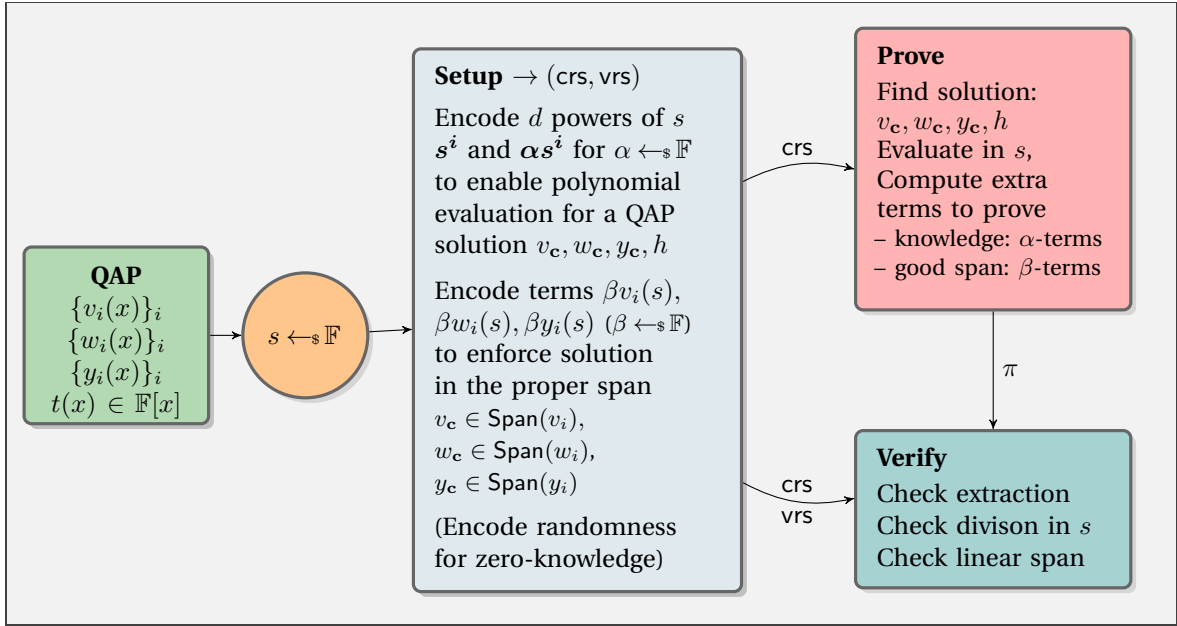 QAP
{v_i(x)}_i
{w_i(x)}_i
{y_i(x)}_i
t(x) ∈ 𝔽[x]
s ←$ 𝔽
Setup → (crs, vrs)
Encode d powers of s
s^i and αs^i for α ←$ 𝔽
to enable polynomial
evaluation for a QAP
solution v_c, w_c, y_c, h
Encode terms βv_i(s),
βw_i(s), βy_i(s) (β ←$ 𝔽)
to enforce solution
in the proper span
v_c ∈ Span(v_i),
w_c ∈ Span(w_i),
y_c ∈ Span(y_i)
(Encode randomness
for zero-knowledge)
crs
Prove
Find solution:
v_c, w_c, y_c, h
Evaluate in s,
Compute extra
terms to prove
– knowledge: α-terms
– good span: β-terms
π
crs
vrs
Verify
Check extraction
Check divison in s
Check linear span